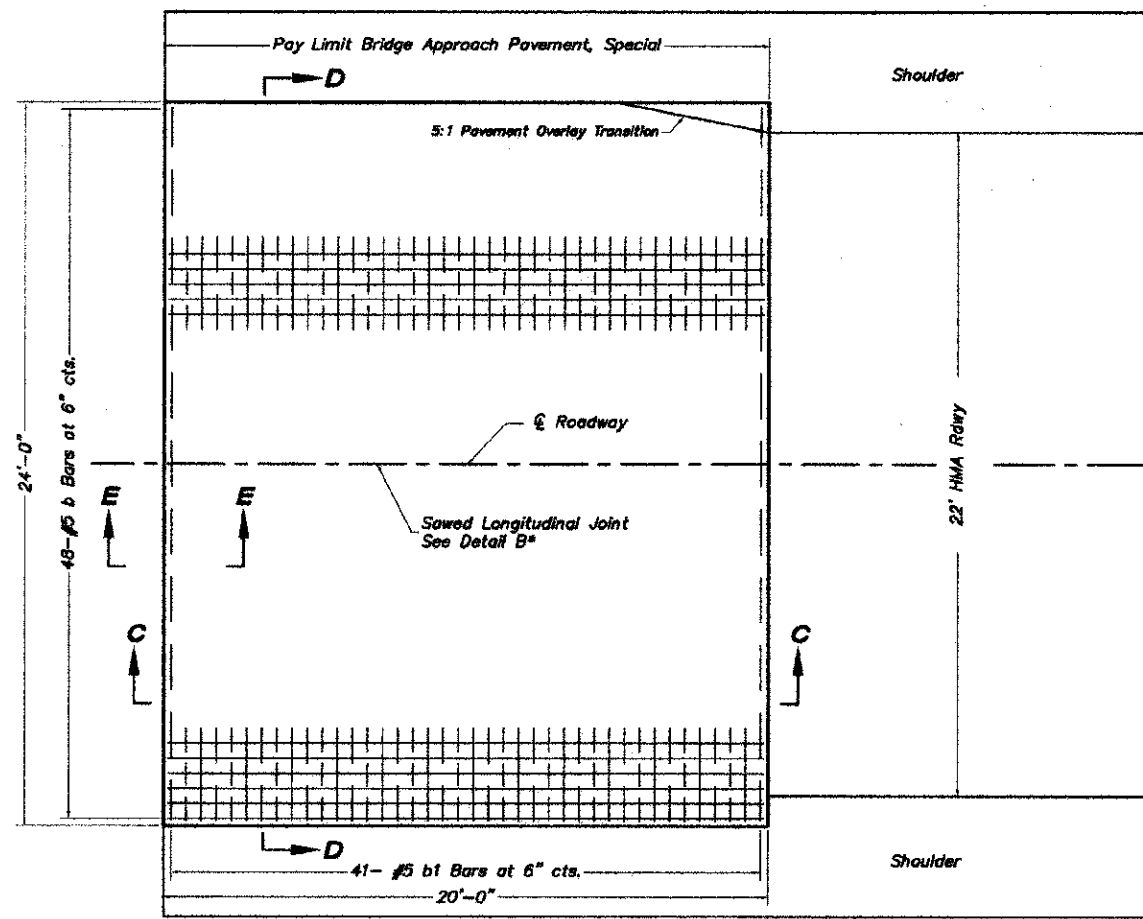 Pay Limit Bridge Approach Pavement, Special
Shoulder
D
5:1 Pavement Overlay Transition
24'-0"
48-#5 b Bars at 6" cts.
℄ Roadway
22' HMA Rdwy
E
E
Sawed Longitudinal Joint
See Detail B*
C
C
D
41- #5 b1 Bars at 6" cts.
20'-0"
Shoulder